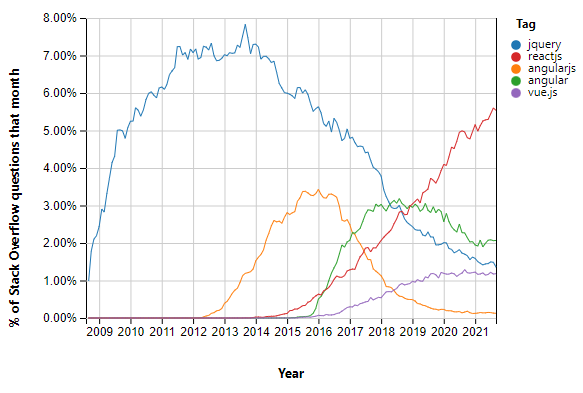 8.00%
7.00%
6.00%
5.00%
4.00%
3.00%
2.00%
1.00%
0.00%
% of Stack Overflow questions that month
2009 2010 2011 2012 2013 2014 2015 2016 2017 2018 2019 2020 2021
Year
Tag
jquery
reactjs
angularjs
angular
vue.js